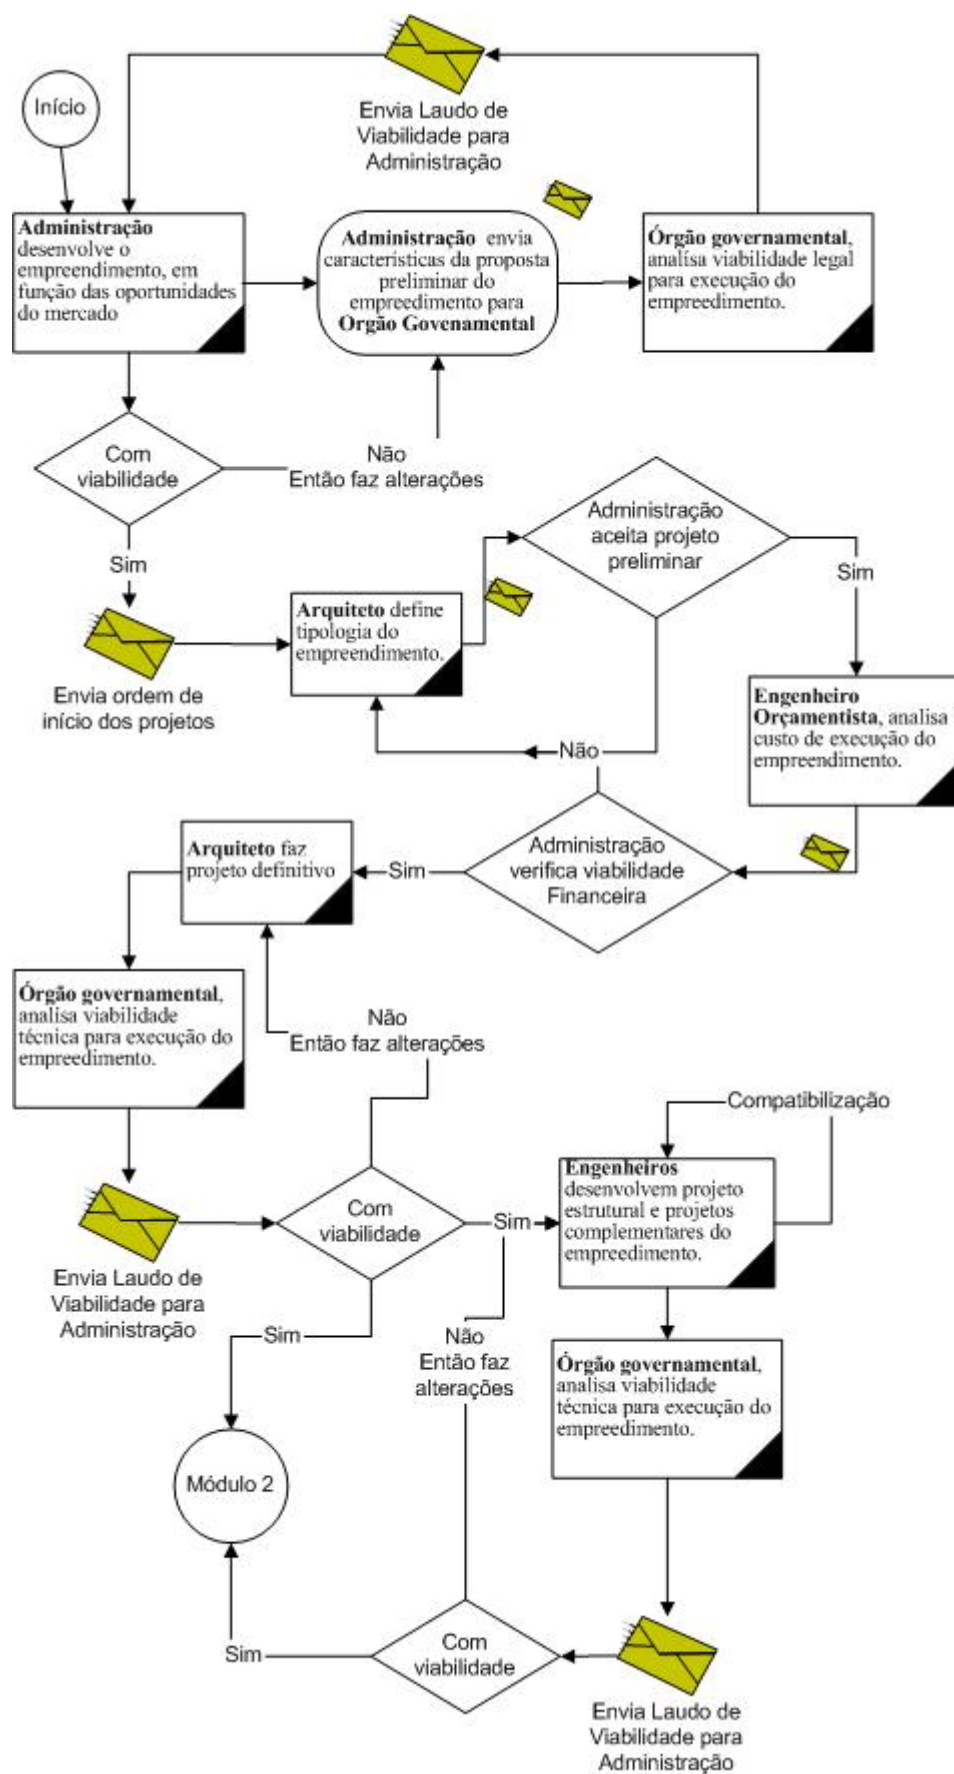 Início
Envia Laudo de
Viabilidade para
Administração
Administração
desenvolve o
empreendimento, em
função das oportunidades
do mercado
Administração envia
características da proposta
preliminar do
empreedimento para
Orgão Govenamental
Órgão governamental,
analisa viabilidade legal
para execução do
empreedimento.
Com
viabilidade
Não
Então faz alterações
Sim
Envia ordem de
início dos projetos
Arquiteto define
tipologia do
empreendimento.
Administração
aceita projeto
preliminar
Sim
Não
Engenheiro
Orçamentista, analisa
custo de execução do
empreendimento.
Administração
verifica viabilidade
Financeira
Sim
Arquiteto faz
projeto definitivo
Órgão governamental,
analisa viabilidade
técnica para execução do
empreedimento.
Não
Então faz alterações
Envia Laudo de
Viabilidade para
Administração
Com
viabilidade
Sim
Sim
Compatibilização
Engenheiros
desenvolvem projeto
estrutural e projetos
complementares do
empreedimento.
Não
Então faz
alterações
Órgão governamental,
analisa viabilidade
técnica para execução do
empreedimento.
Módulo 2
Sim
Com
viabilidade
Envia Laudo de
Viabilidade para
Administração